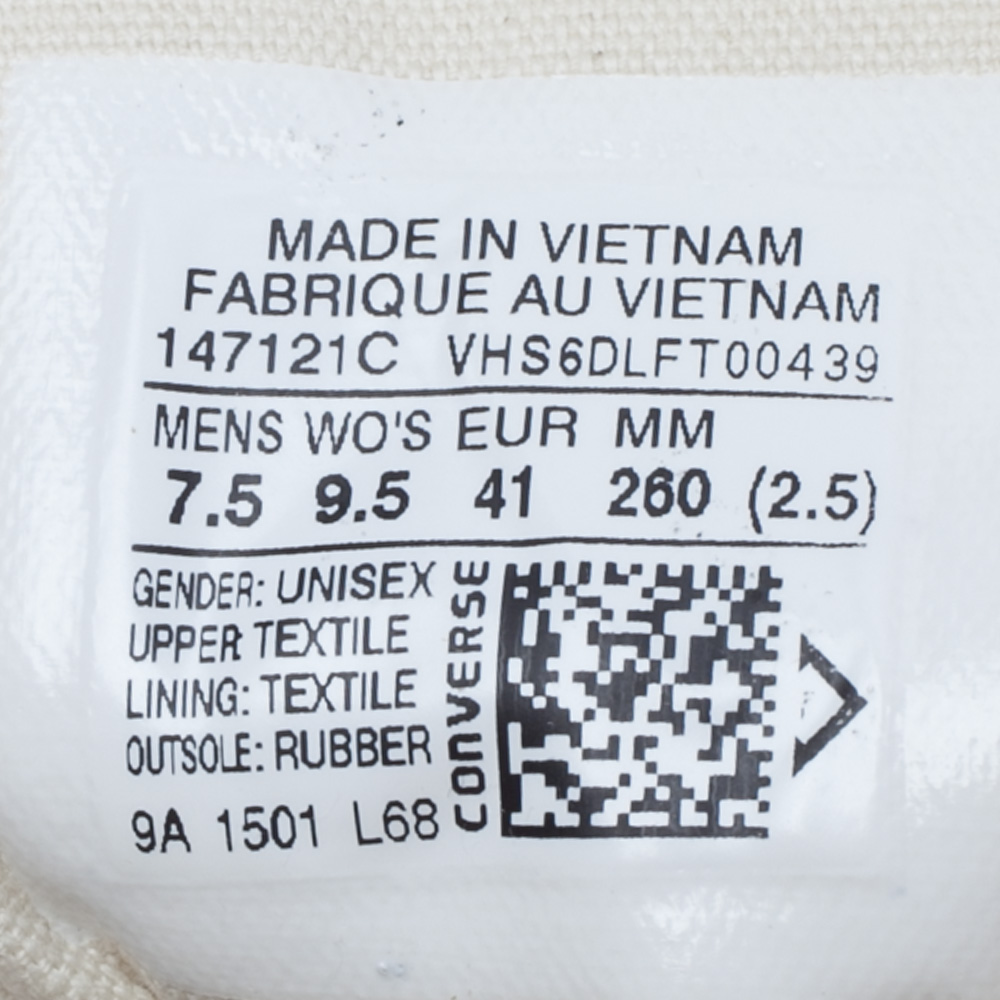 MADE IN VIETNAM
FABRIQUE AU VIETNAM
147121C VHS6DLFT00439
MENS WO'S EUR MM
7.5 9.5 41 260 (2.5)
GENDER: UNISEX
UPPER TEXTILE
LINING: TEXTILE
OUTSOLE: RUBBER
9A 1501 L68
CONVERSE